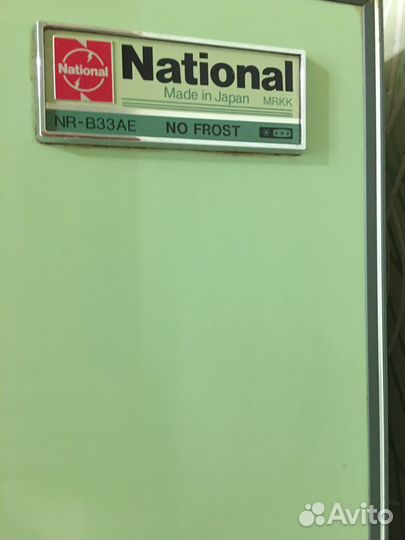 National
National
Made in Japan MRKK
NR-B33AE NO FROST
Avito